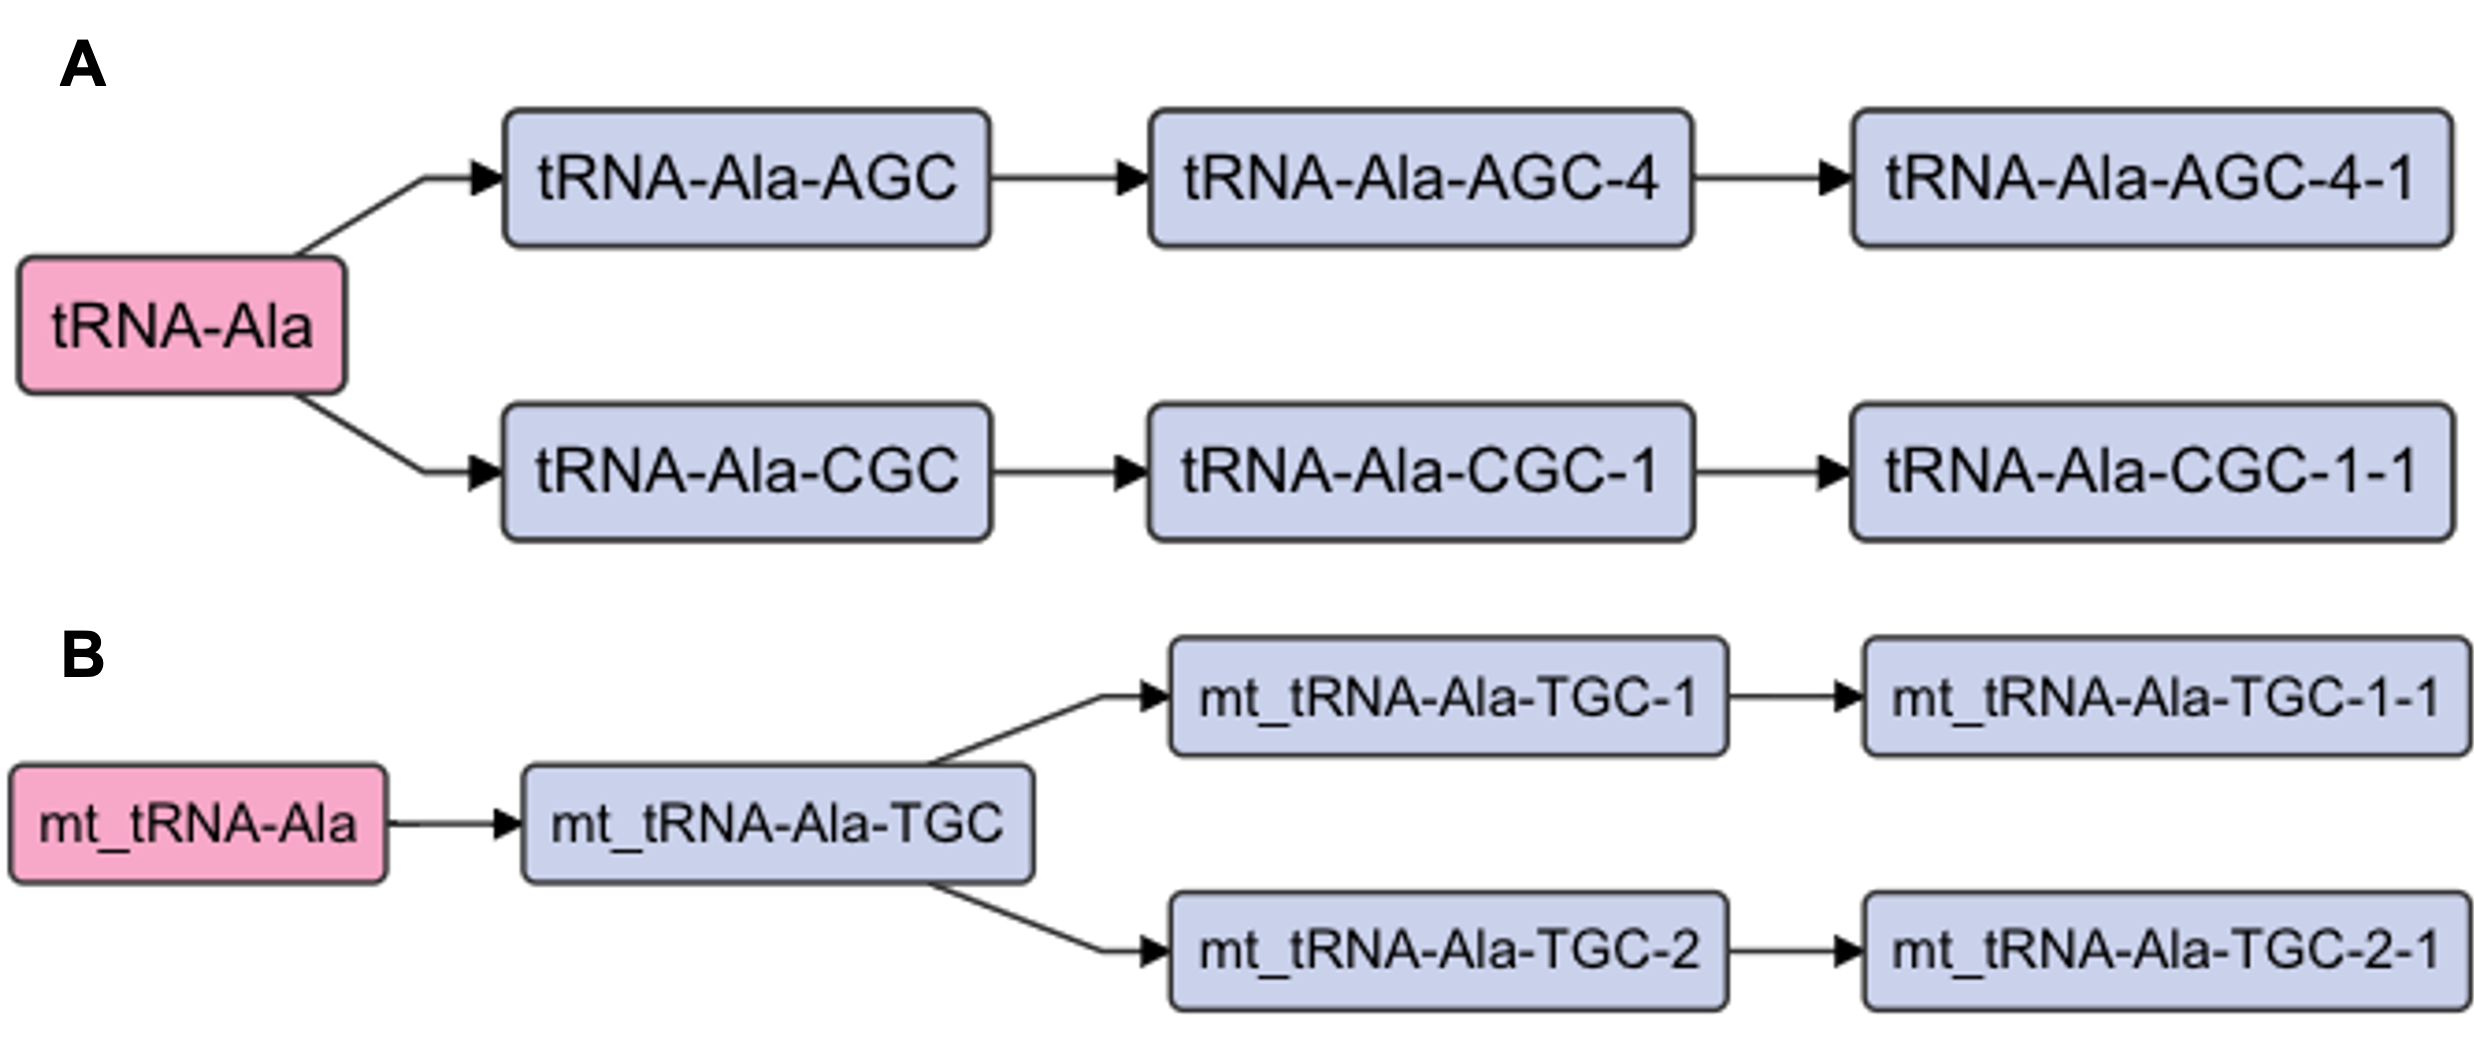 A
tRNA-Ala-AGC
tRNA-Ala-AGC-4
tRNA-Ala-AGC-4-1
tRNA-Ala
tRNA-Ala-CGC
tRNA-Ala-CGC-1
tRNA-Ala-CGC-1-1
B
mt_tRNA-Ala-TGC-1
mt_tRNA-Ala-TGC-1-1
mt_tRNA-Ala
mt_tRNA-Ala-TGC
mt_tRNA-Ala-TGC-2
mt_tRNA-Ala-TGC-2-1